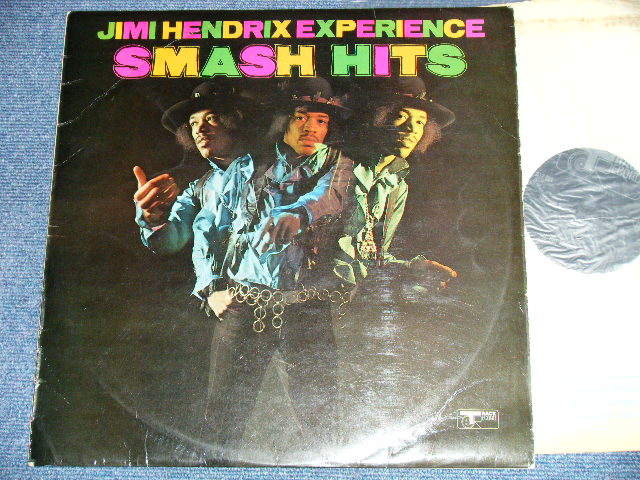 JIMI HENDRIX EXPERIENCE
SMASH HITS